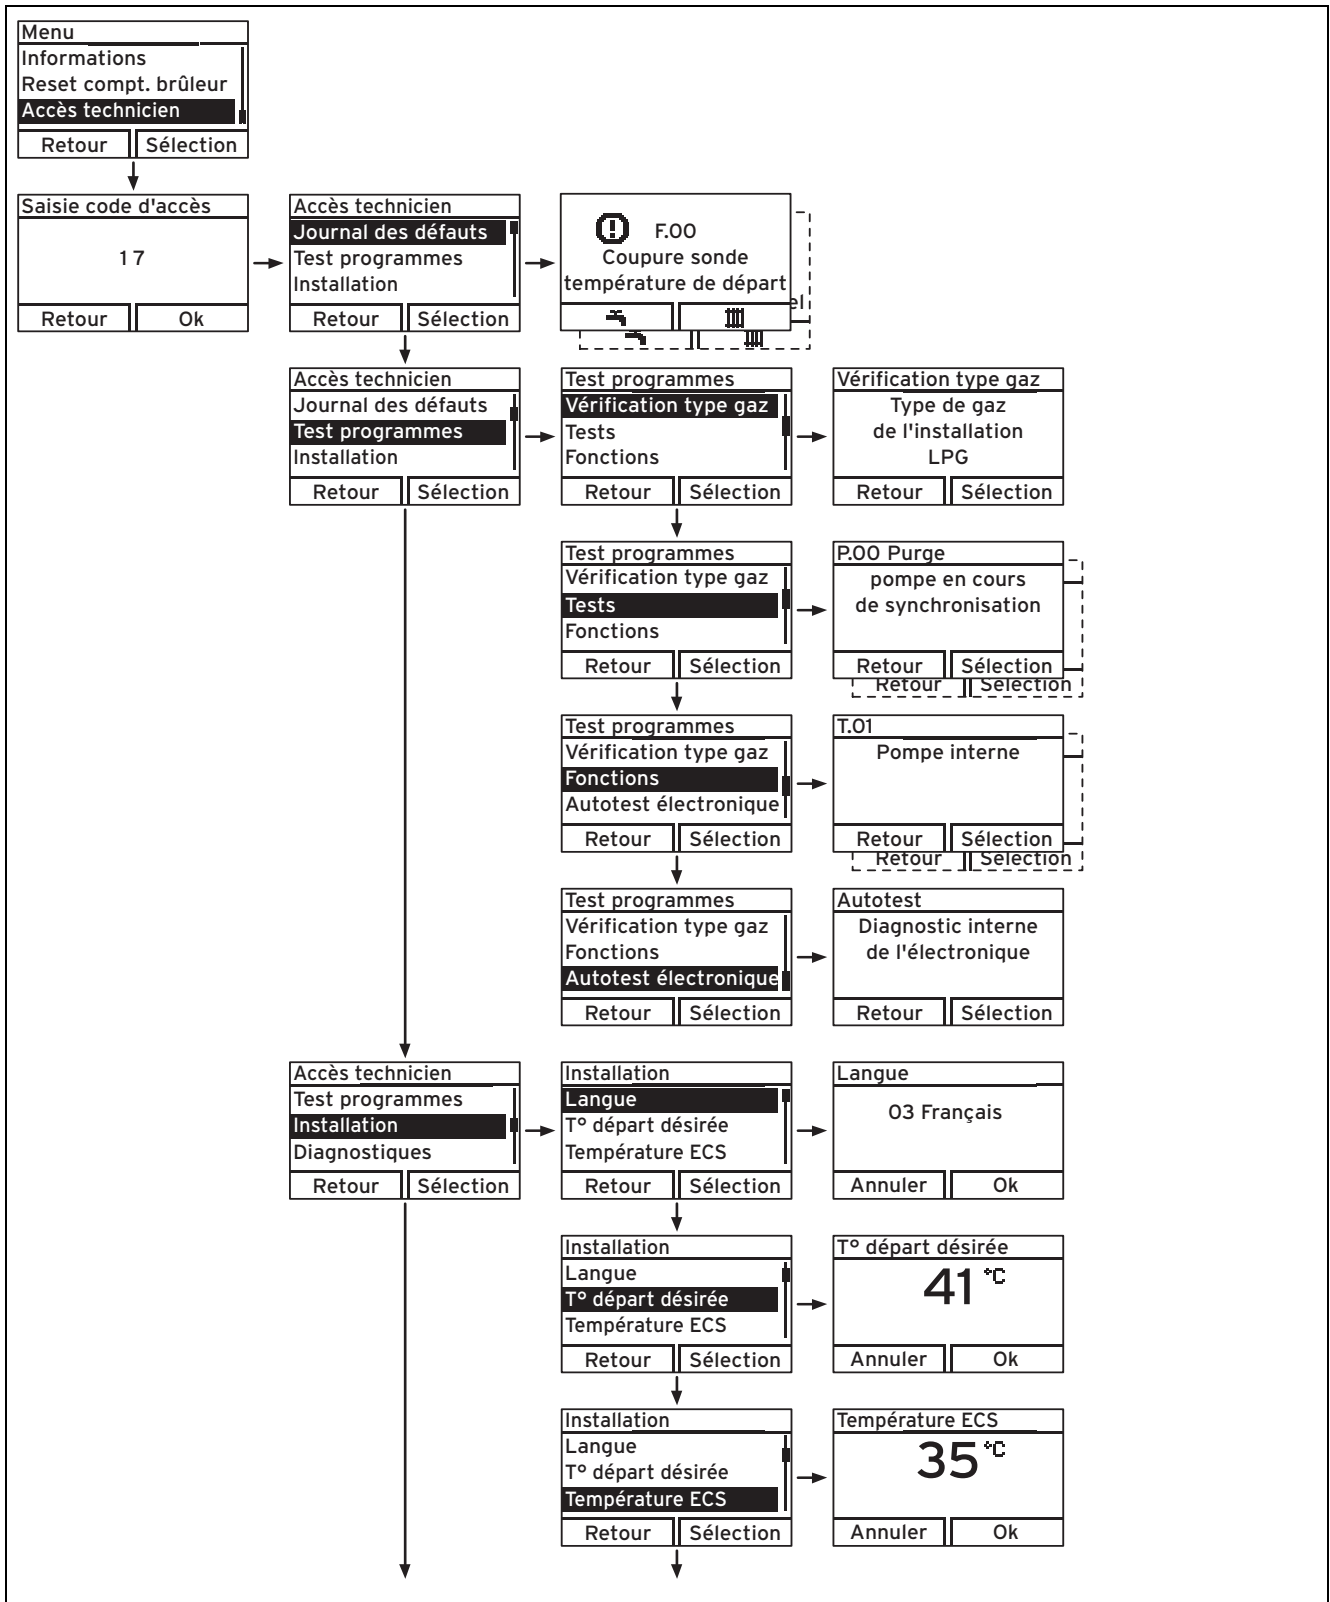 Menu
Informations
Reset compt. brûleur
Accès technicien
Retour Sélection
Saisie code d'accès
17
Retour Ok
Accès technicien
Journal des défauts
Test programmes
Installation
Retour Sélection
F.00
Coupure sonde
température de départ
el
Accès technicien
Journal des défauts
Test programmes
Installation
Retour Sélection
Test programmes
Vérification type gaz
Tests
Fonctions
Retour Sélection
Vérification type gaz
Type de gaz
de l'installation
LPG
Retour Sélection
Test programmes
Vérification type gaz
Tests
Fonctions
Retour Sélection
P.00 Purge
pompe en cours
de synchronisation
Retour Sélection
Retour Sélection
Test programmes
Vérification type gaz
Fonctions
Autotest électronique
Retour Sélection
T.01
Pompe interne
Retour Sélection
Retour Sélection
Test programmes
Vérification type gaz
Fonctions
Autotest électronique
Retour Sélection
Autotest
Diagnostic interne
de l'électronique
Retour Sélection
Accès technicien
Test programmes
Installation
Diagnostiques
Retour Sélection
Installation
Langue
T° départ désirée
Température ECS
Retour Sélection
Langue
03 Français
Annuler Ok
Installation
Langue
T° départ désirée
Température ECS
Retour Sélection
T° départ désirée
41 °C
Annuler Ok
Installation
Langue
T° départ désirée
Température ECS
Retour Sélection
Température ECS
35 °C
Annuler Ok